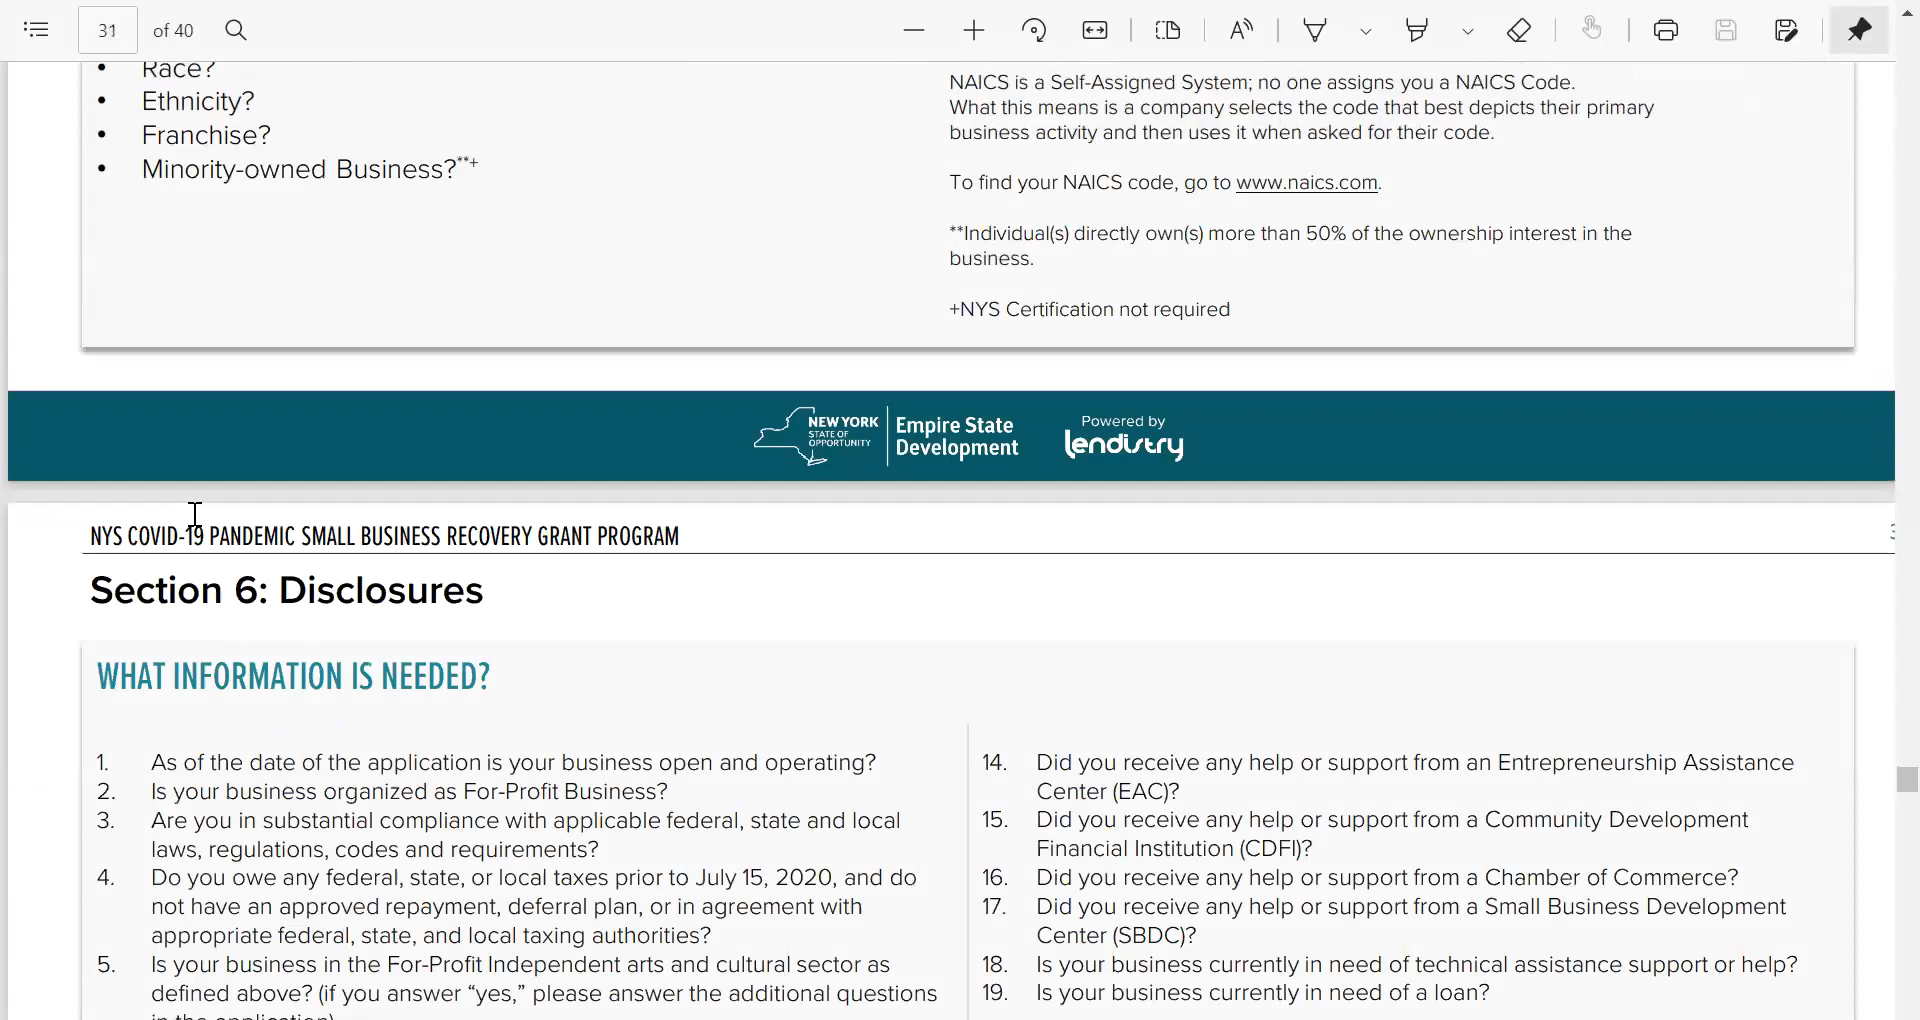 31 of 40
Race?
• Ethnicity?
• Franchise?
• Minority-owned Business?**+
NAICS is a Self-Assigned System; no one assigns you a NAICS Code.
What this means is a company selects the code that best depicts their primary
business activity and then uses it when asked for their code.
To find your NAICS code, go to www.naics.com.
**Individual(s) directly own(s) more than 50% of the ownership interest in the
business.
+NYS Certification not required
NEW YORK
STATE OF
OPPORTUNITY
Empire State
Development
Powered by
lendistry
NYS COVID-19 PANDEMIC SMALL BUSINESS RECOVERY GRANT PROGRAM
Section 6: Disclosures
WHAT INFORMATION IS NEEDED?
1. As of the date of the application is your business open and operating?
2. Is your business organized as For-Profit Business?
3. Are you in substantial compliance with applicable federal, state and local
laws, regulations, codes and requirements?
4. Do you owe any federal, state, or local taxes prior to July 15, 2020, and do
not have an approved repayment, deferral plan, or in agreement with
appropriate federal, state, and local taxing authorities?
5. Is your business in the For-Profit Independent arts and cultural sector as
defined above? (if you answer “yes,” please answer the additional questions
in the application)
14. Did you receive any help or support from an Entrepreneurship Assistance
Center (EAC)?
15. Did you receive any help or support from a Community Development
Financial Institution (CDFI)?
16. Did you receive any help or support from a Chamber of Commerce?
17. Did you receive any help or support from a Small Business Development
Center (SBDC)?
18. Is your business currently in need of technical assistance support or help?
19. Is your business currently in need of a loan?